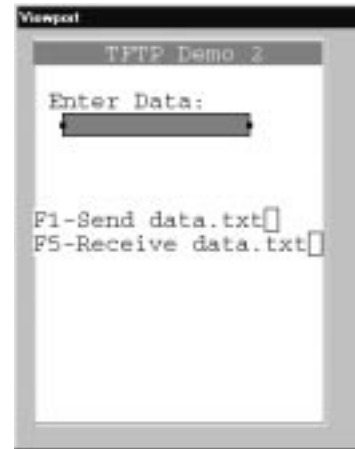 Viewport
TFTP Demo 2
Enter Data:
F1-Send data.txt
F5-Receive data.txt